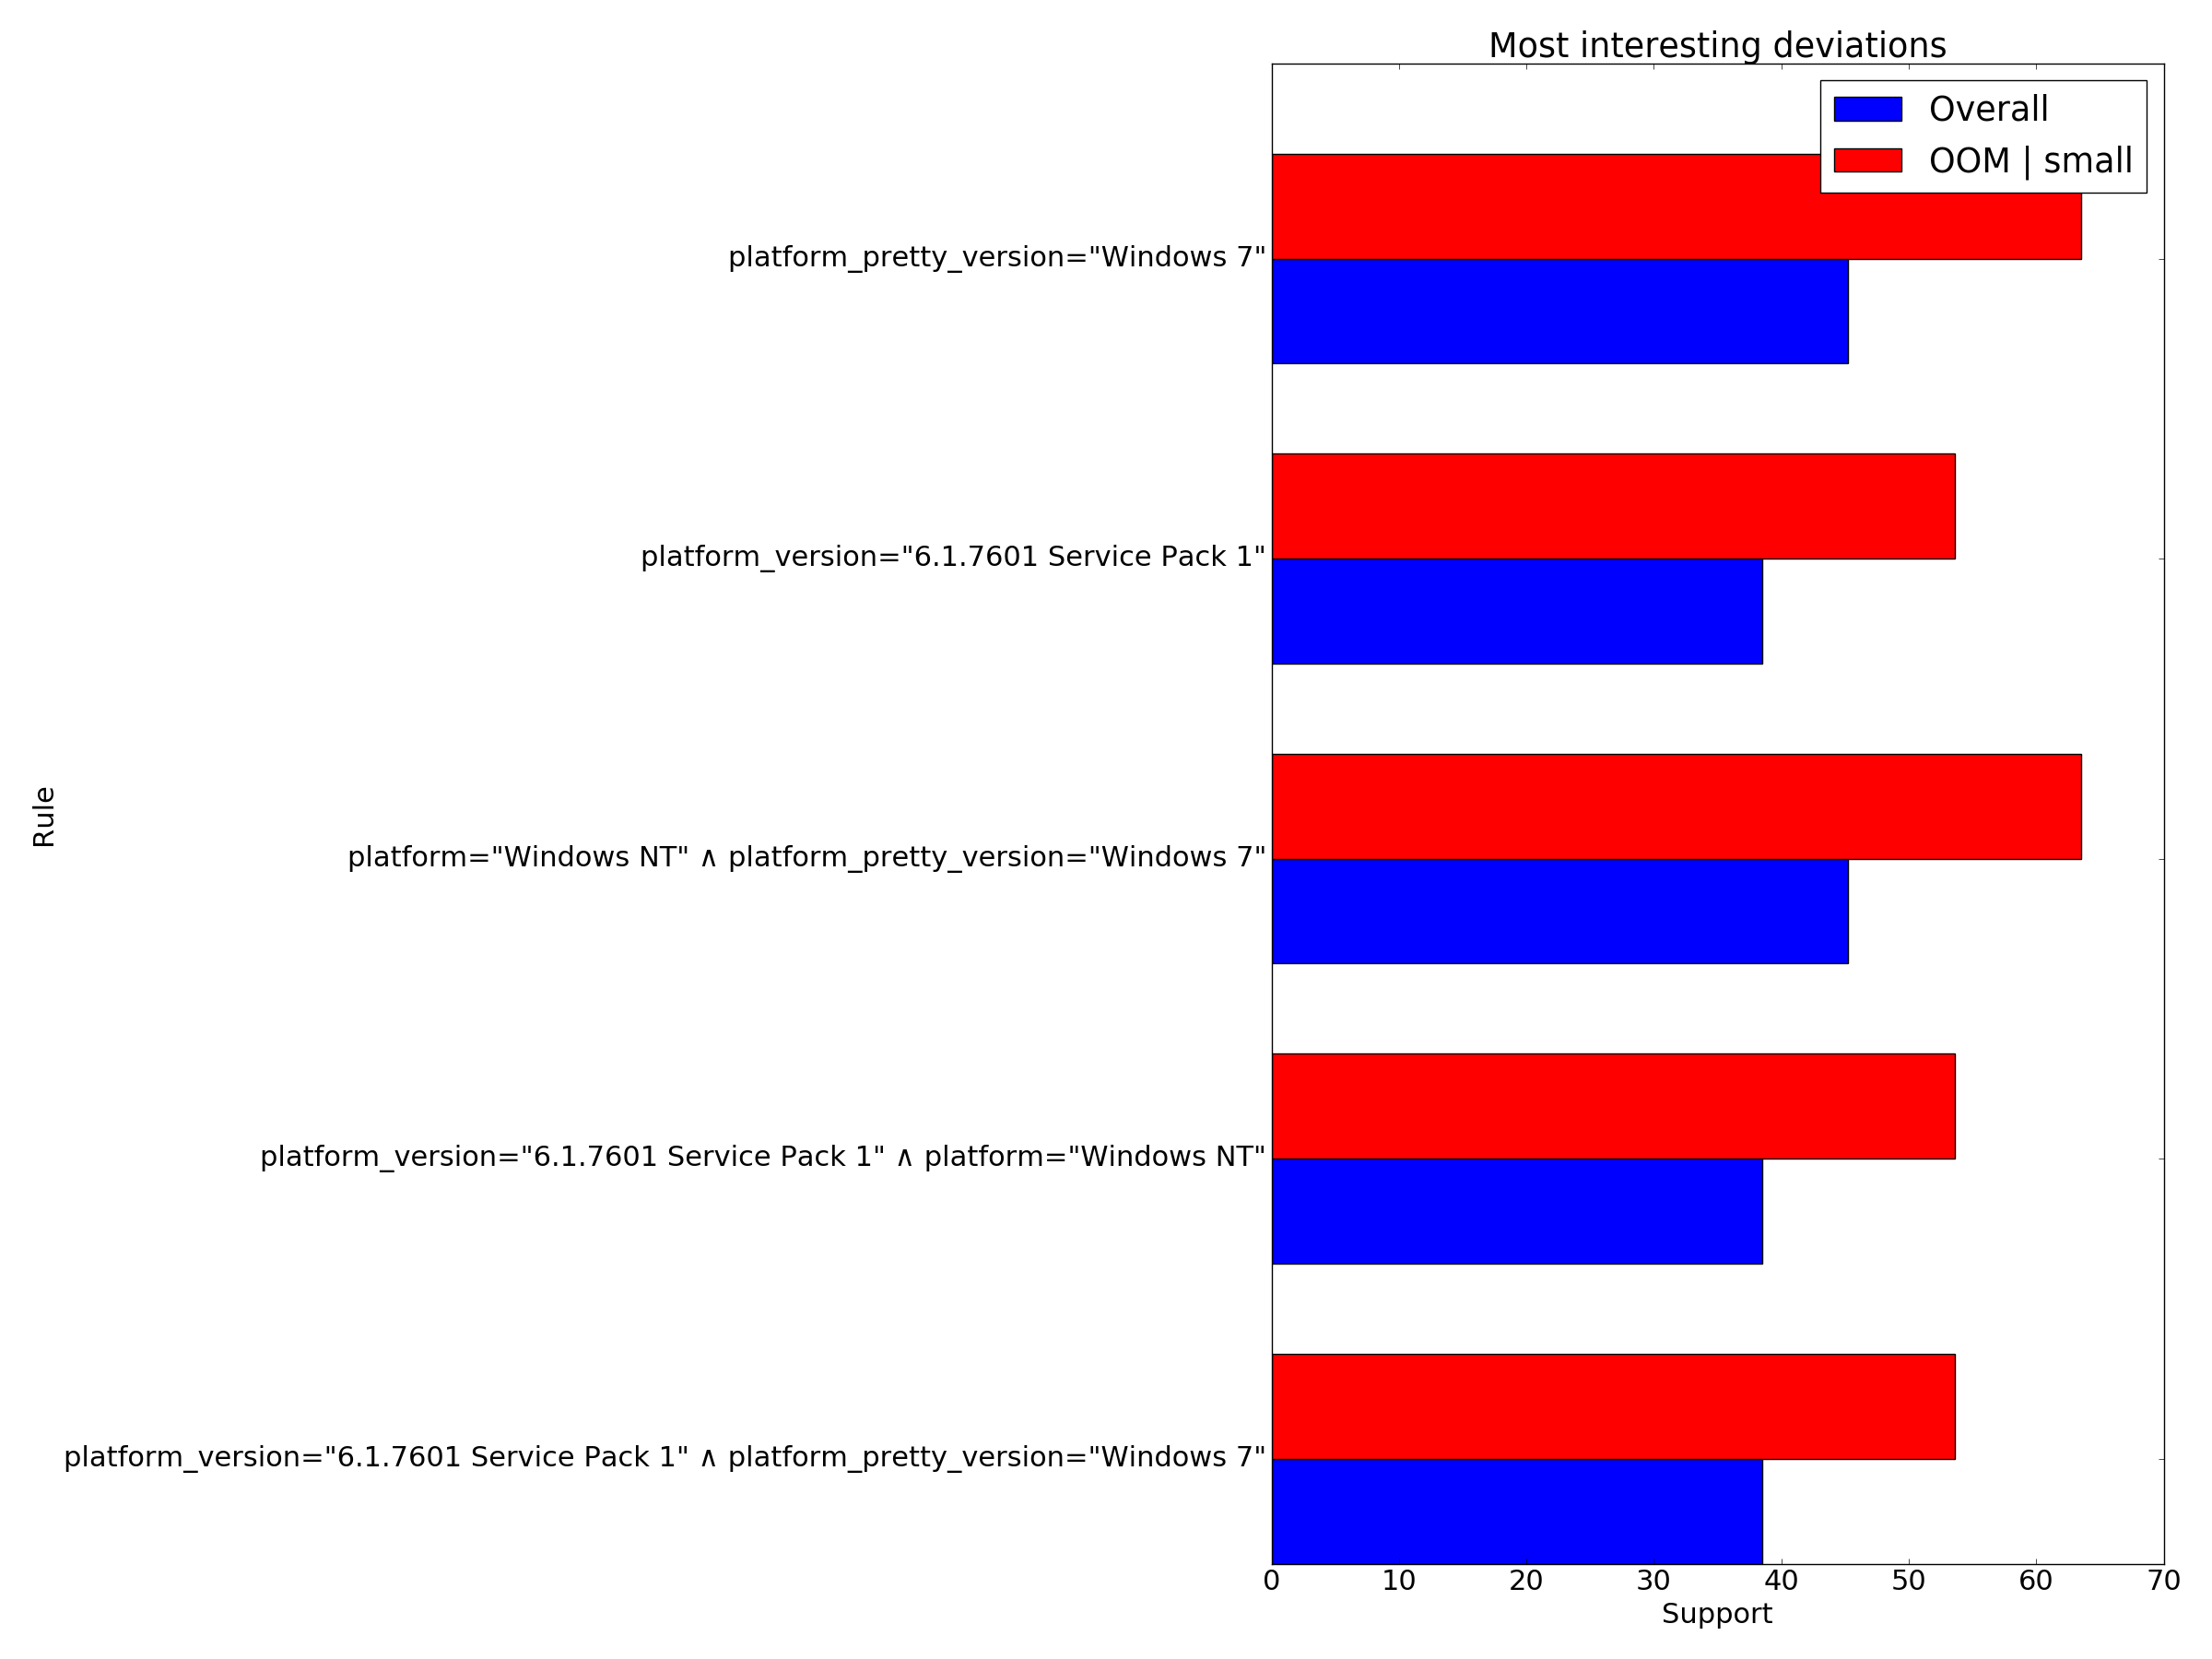 Most interesting deviations
Overall
OOM | small
platform_pretty_version="Windows 7"
platform_version="6.1.7601 Service Pack 1"
Rule
platform="Windows NT" ∧ platform_pretty_version="Windows 7"
platform_version="6.1.7601 Service Pack 1" ∧ platform="Windows NT"
platform_version="6.1.7601 Service Pack 1" ∧ platform_pretty_version="Windows 7"
0 10 20 30 40 50 60 70
Support